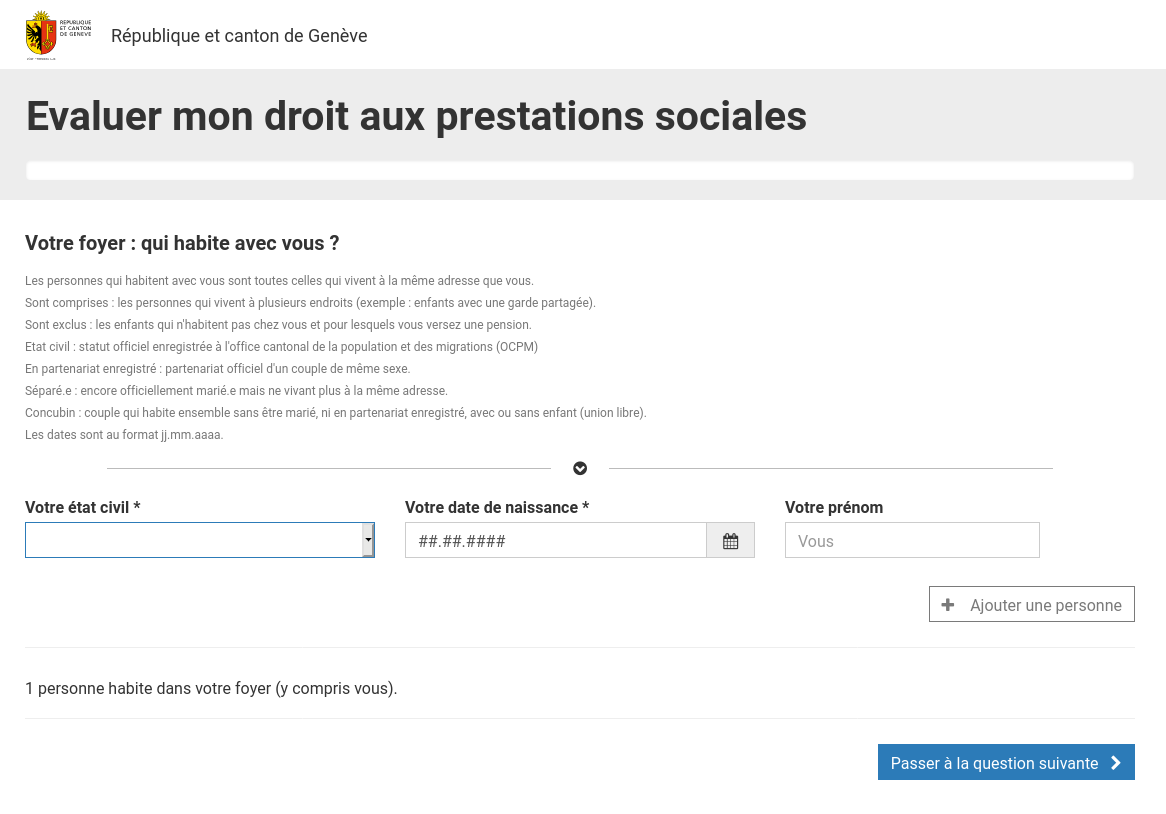 REPUBLIQUE
ET CANTON
DE GENEVE
République et canton de Genève
Evaluer mon droit aux prestations sociales
Votre foyer : qui habite avec vous ?
Les personnes qui habitent avec vous sont toutes celles qui vivent à la même adresse que vous.
Sont comprises : les personnes qui vivent à plusieurs endroits (exemple : enfants avec une garde partagée).
Sont exclus : les enfants qui n'habitent pas chez vous et pour lesquels vous versez une pension.
Etat civil : statut officiel enregistrée à l'office cantonal de la population et des migrations (OCPM)
En partenariat enregistré : partenariat officiel d'un couple de même sexe.
Séparé.e : encore officiellement marié.e mais ne vivant plus à la même adresse.
Concubin : couple qui habite ensemble sans être marié, ni en partenariat enregistré, avec ou sans enfant (union libre).
Les dates sont au format jj.mm.aaaa.
Votre état civil * Votre date de naissance * Votre prénom
##.##.#### Vous
Ajouter une personne
1 personne habite dans votre foyer (y compris vous).
Passer à la question suivante